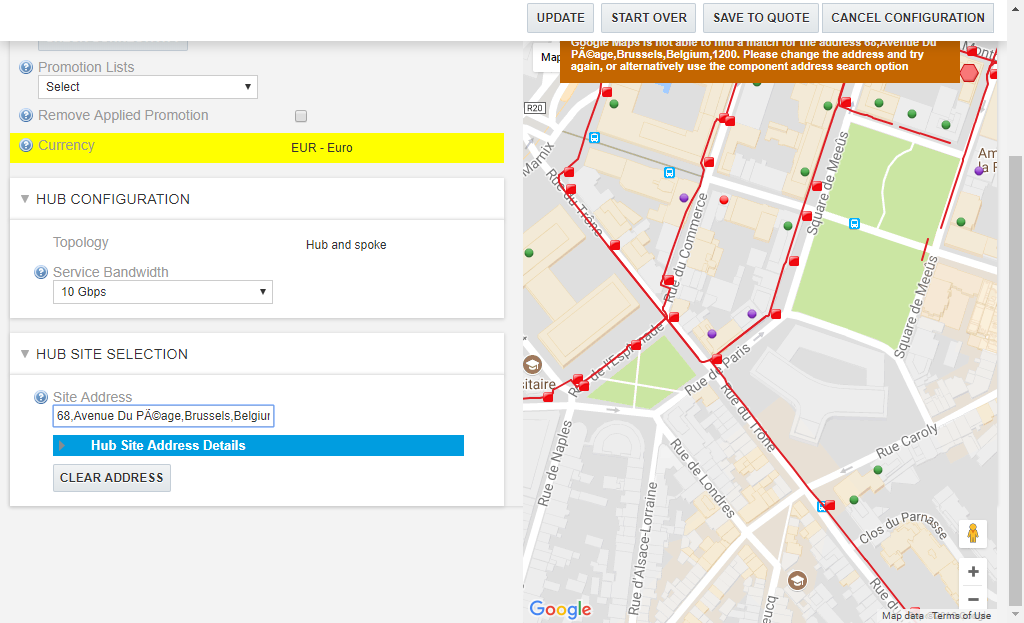 UPDATE
START OVER
SAVE TO QUOTE
CANCEL CONFIGURATION
Promotion Lists
Select
Remove Applied Promotion
Currency
EUR - Euro
HUB CONFIGURATION
Topology
Hub and spoke
Service Bandwidth
10 Gbps
HUB SITE SELECTION
Site Address
68,Avenue Du PÃ©age,Brussels,Belgiur
Hub Site Address Details
CLEAR ADDRESS
Map
Google Maps is not able to find a match for the address 68,Avenue Du
PÃ©age,Brussels,Belgium,1200. Please change the address and try
again, or alternatively use the component address search option
R20
Marnix
Rue du Trône
Rue du Commerce
Square de Meeûs
Square de Meeûs
Rue de l'Esplanade
sitaire
Rue de Paris
Rue du Trône
Rue Caroly
Rue de Naples
Rue de Londres
Rue d'Alsace-Lorraine
Clos du Parnasse
Rue du
Google
Map data
Terms of Use